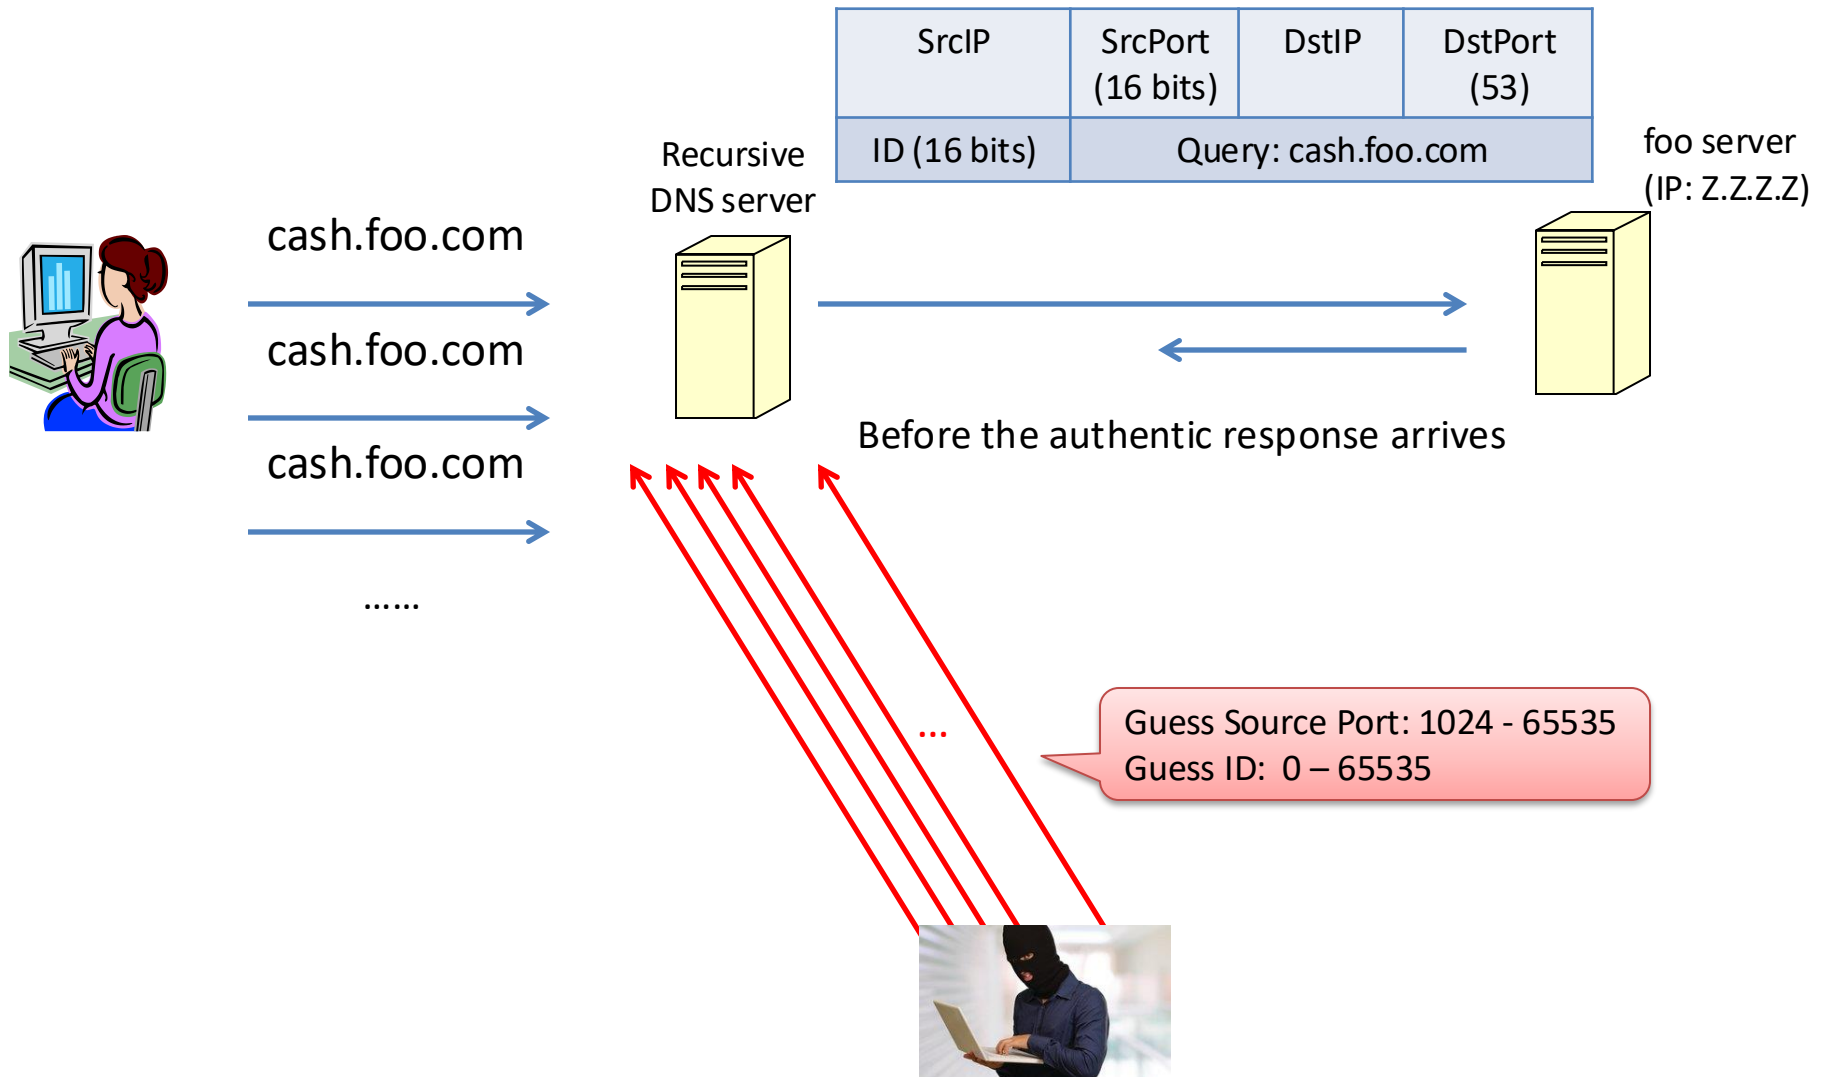 SrcIP
SrcPort
(16 bits)
DstIP
DstPort
(53)
ID (16 bits)
Query: cash.foo.com
Recursive
DNS server
foo server
(IP: Z.Z.Z.Z)
cash.foo.com
cash.foo.com
cash.foo.com
......
Before the authentic response arrives
...
Guess Source Port: 1024 - 65535
Guess ID:  0 – 65535